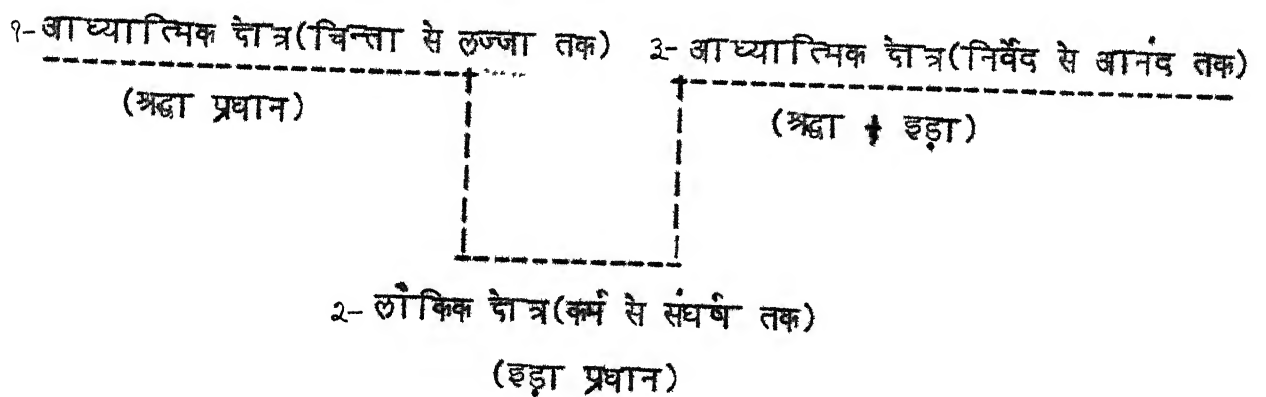 १- आध्यात्मिक क्षेत्र(चिन्ता से लज्जा तक)
(श्रद्धा प्रधान)
३- आध्यात्मिक क्षेत्र(निर्वेद से आनंद तक)
(श्रद्धा + इड़ा)
२- लौकिक क्षेत्र(कर्म से संघर्ष तक)
(इड़ा प्रधान)